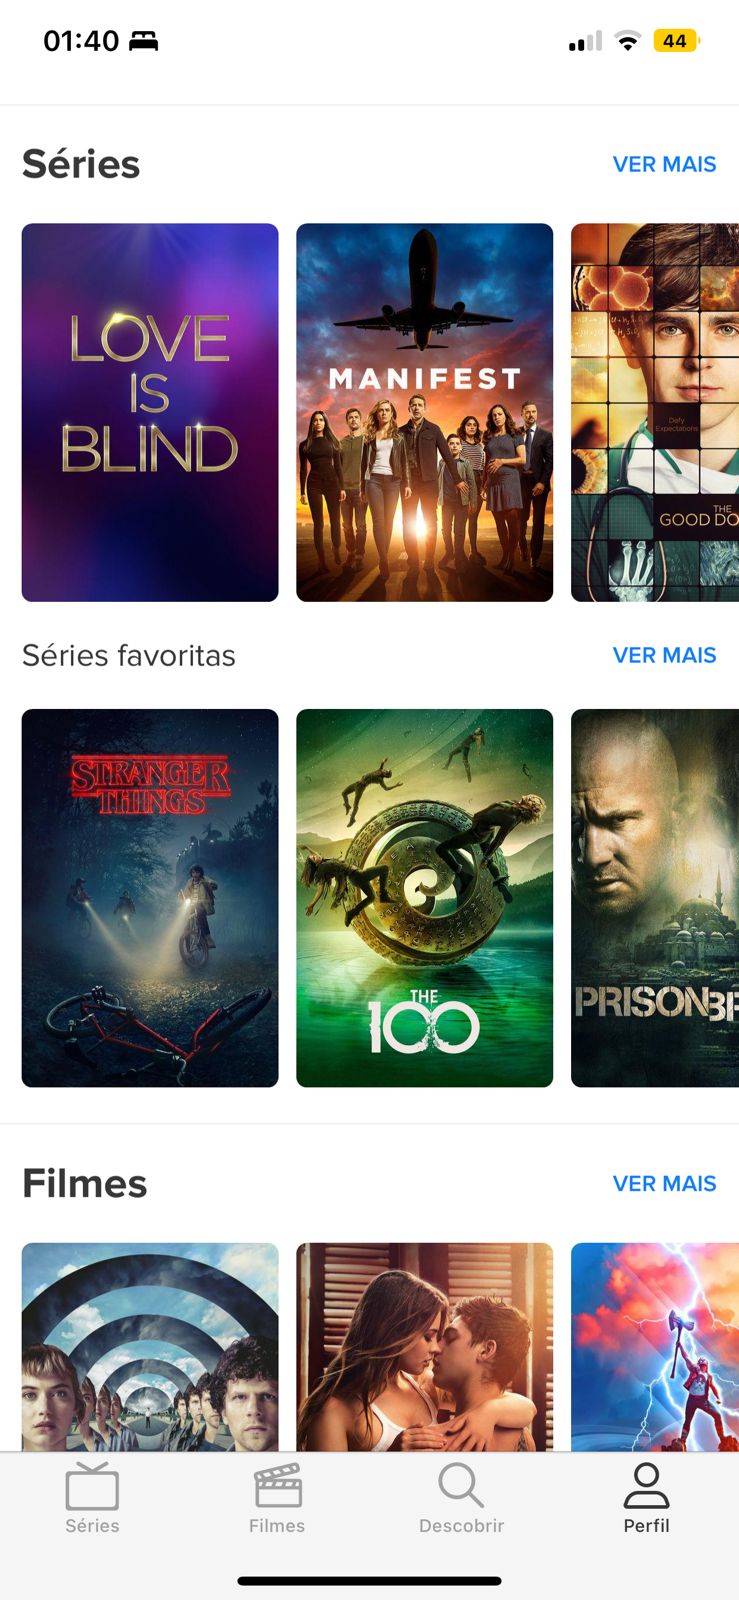 01:40
44
Séries
VER MAIS
LOVE
IS
BLIND
MANIFEST
Defy
Expectations
THE
GOOD DO
Séries favoritas
VER MAIS
STRANGER
THINGS
THE
100
PRISON BR
Filmes
VER MAIS
Séries
Filmes
Descobrir
Perfil